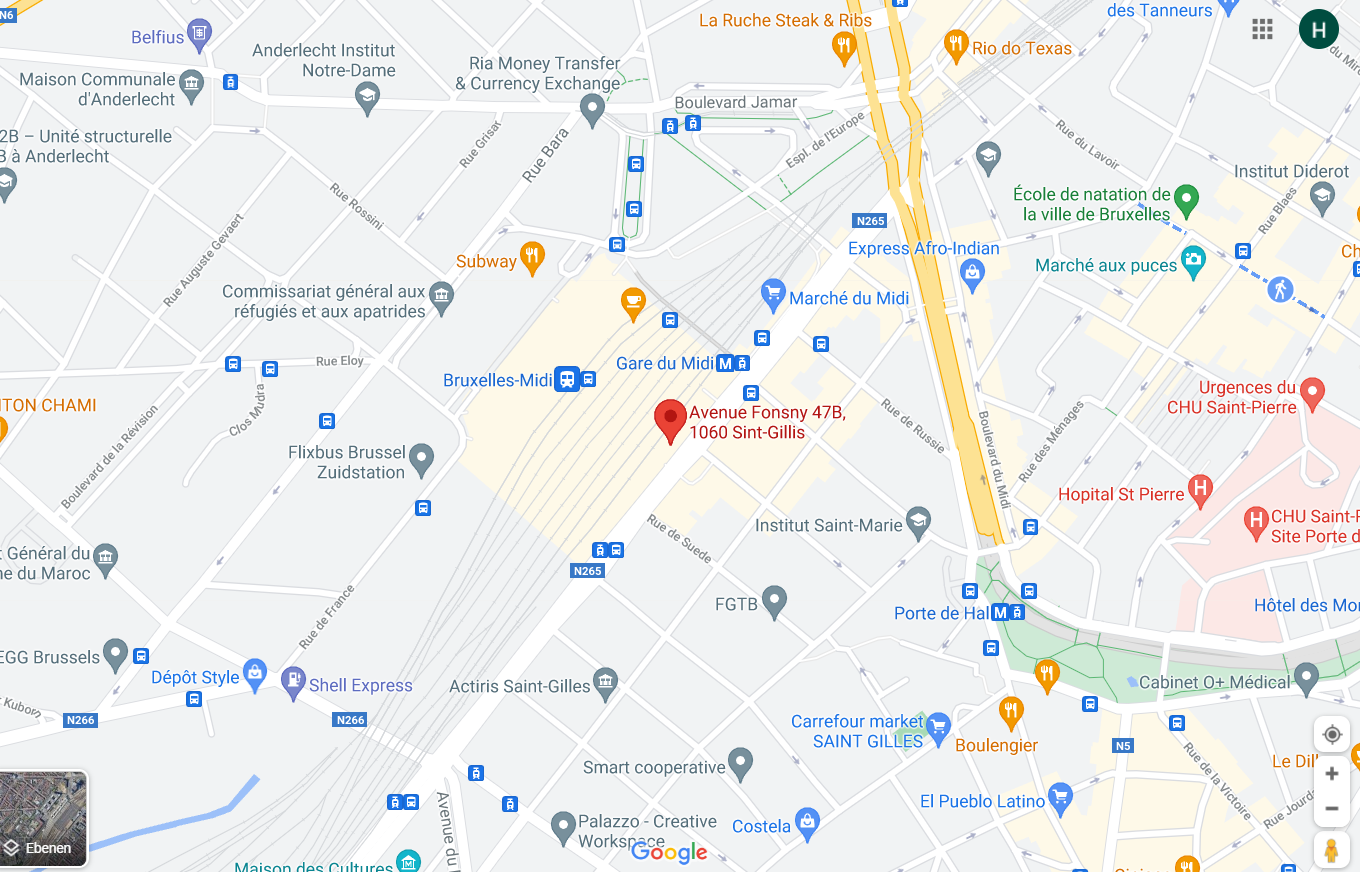 N6
Belfius
La Ruche Steak & Ribs
des Tanneurs
H
Rio do Texas
Anderlecht Institut
Notre-Dame
Ria Money Transfer
& Currency Exchange
Maison Communale
d'Anderlecht
Boulevard Jamar
2B – Unité structurelle
B à Anderlecht
Rue Grisar
Rue Bara
Espl. de l'Europe
Rue du Lavoir
Institut Diderot
Rue Rossini
École de natation de
la ville de Bruxelles
Rue Blaes
N265
Rue Auguste Gevaert
Subway
Express Afro-Indian
Marché aux puces
Commissariat général aux
réfugiés et aux apatrides
Marché du Midi
Rue Eloy
Gare du Midi
M
Bruxelles-Midi
Urgences du
CHU Saint-Pierre
ITON CHAMI
Clos Mudra
Avenue Fonsny 47B,
1060 Sint-Gillis
Rue de Russie
Boulevard du Midi
Rue des Ménages
Boulevard de la Révision
Flixbus Brussel
Zuidstation
Hopital St Pierre
H
H
CHU Saint-P
Site Porte d
Institut Saint-Marie
Rue de Suede
t Général du
ne du Maroc
N265
Rue de France
FGTB
Porte de Hal
M
Hôtel des Mon
EGG Brussels
Dépôt Style
Shell Express
Actiris Saint-Gilles
Cabinet O+ Médical
t Kuborn
N266
N266
Carrefour market
SAINT GILLES
Boulengier
N5
Smart cooperative
Rue de la Victoire
Le Dill
El Pueblo Latino
Rue Jourda
Avenue du
Palazzo - Creative
Workspace
Costela
Ebenen
Google
Maison des Cultures